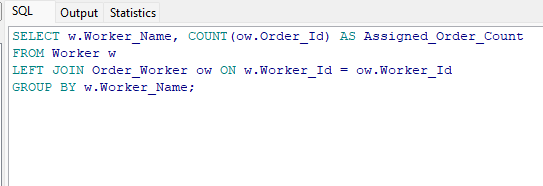 SQL Output Statistics
SELECT w.Worker_Name, COUNT(ow.Order_Id) AS Assigned_Order_Count
FROM Worker w
LEFT JOIN Order_Worker ow ON w.Worker_Id = ow.Worker_Id
GROUP BY w.Worker_Name;